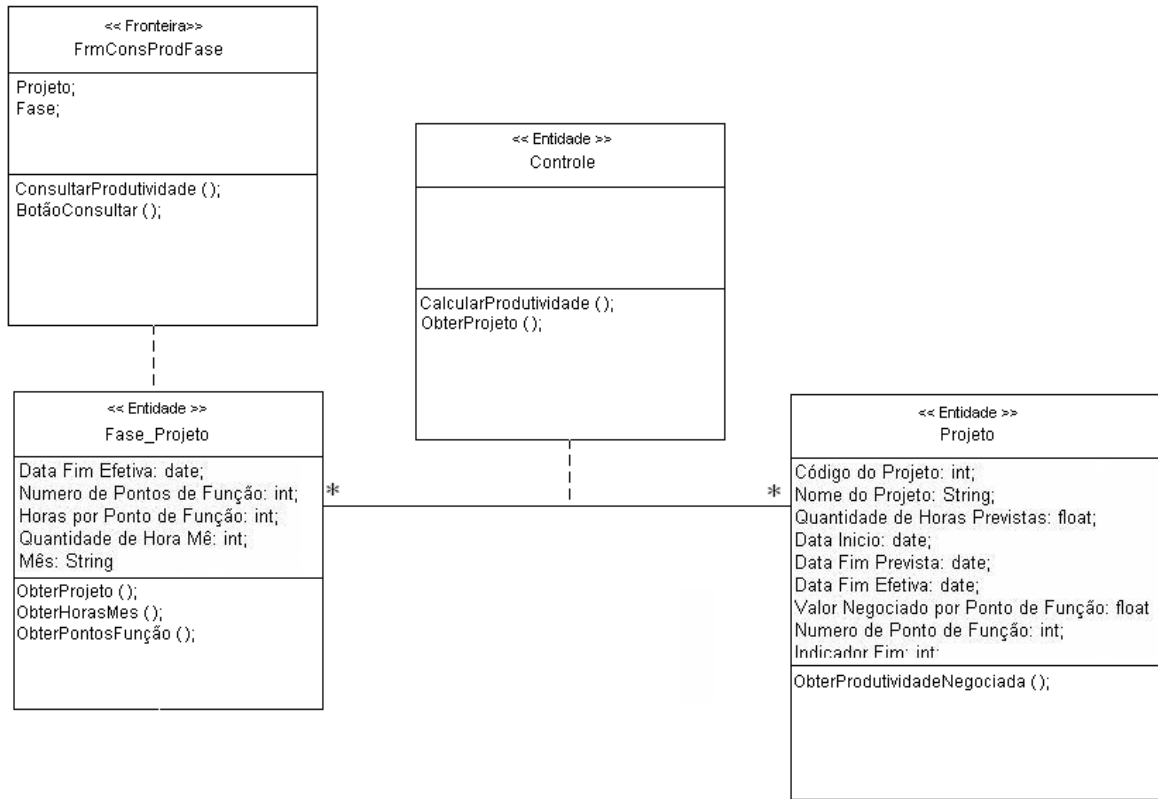 << Fronteira>>
FrmConsProdFase
Projeto;
Fase;
ConsultarProdutividade ();
BotãoConsultar ();
<< Entidade >>
Controle
CalcularProdutividade ();
ObterProjeto ();
<< Entidade >>
Fase_Projeto
Data Fim Efetiva: date;
Numero de Pontos de Função: int;
Horas por Ponto de Função: int;
Quantidade de Hora Mê: int;
Mês: String
ObterProjeto ();
ObterHorasMes ();
ObterPontosFunção ();
*
*
<< Entidade >>
Projeto
Código do Projeto: int;
Nome do Projeto: String;
Quantidade de Horas Previstas: float;
Data Inicio: date;
Data Fim Prevista: date;
Data Fim Efetiva: date;
Valor Negociado por Ponto de Função: float
Numero de Ponto de Função: int;
Indicador Fim: int;
ObterProdutividadeNegociada ();